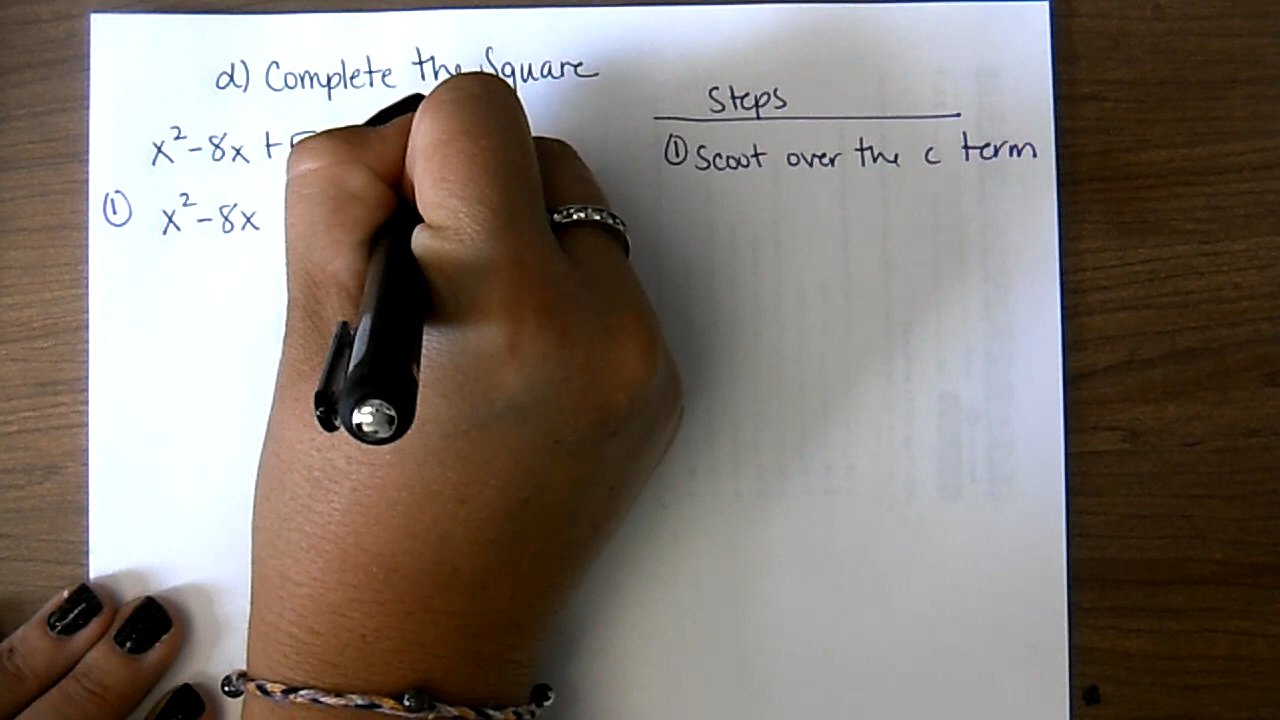 d) Complete the Square
Steps
x²-8x +
① Scoot over the c term
① x²-8x